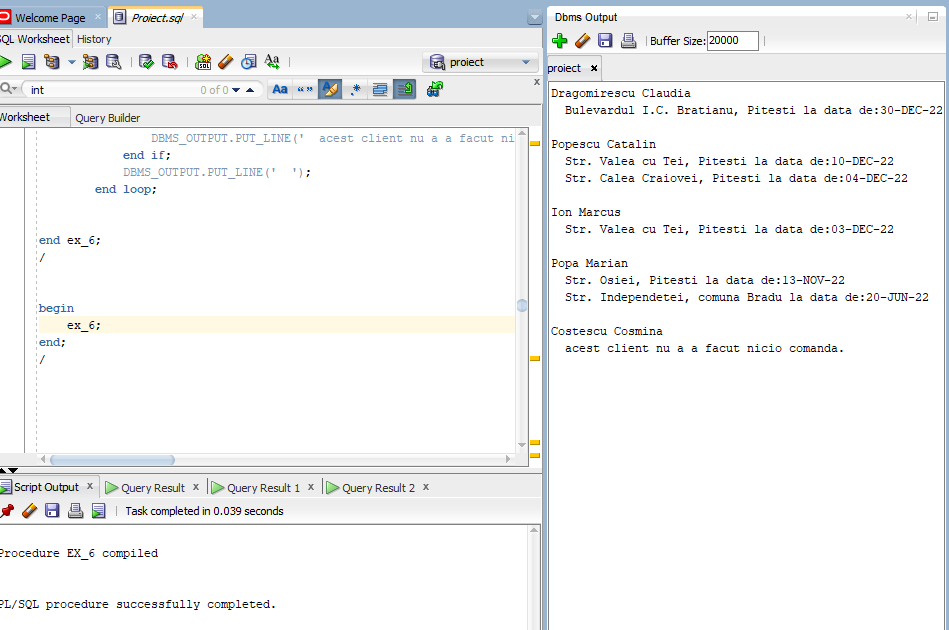 Welcome Page
Proiect.sql
SQL Worksheet History
proiect
int
0 of 0
Aa
Worksheet Query Builder
DBMS_OUTPUT.PUT_LINE('  acest client nu a a facut ni
end if;
DBMS_OUTPUT.PUT_LINE('  ');
end loop;
end ex_6;
/
begin
ex_6;
end;
/
Script Output Query Result Query Result 1 Query Result 2
Task completed in 0.039 seconds
Procedure EX_6 compiled
PL/SQL procedure successfully completed.
Dbms Output
Buffer Size: 20000
proiect
Dragomirescu Claudia
Bulevardul I.C. Bratianu, Pitesti la data de:30-DEC-22
Popescu Catalin
Str. Valea cu Tei, Pitesti la data de:10-DEC-22
Str. Calea Craiovei, Pitesti la data de:04-DEC-22
Ion Marcus
Str. Valea cu Tei, Pitesti la data de:03-DEC-22
Popa Marian
Str. Osiei, Pitesti la data de:13-NOV-22
Str. Independetei, comuna Bradu la data de:20-JUN-22
Costescu Cosmina
acest client nu a a facut nicio comanda.